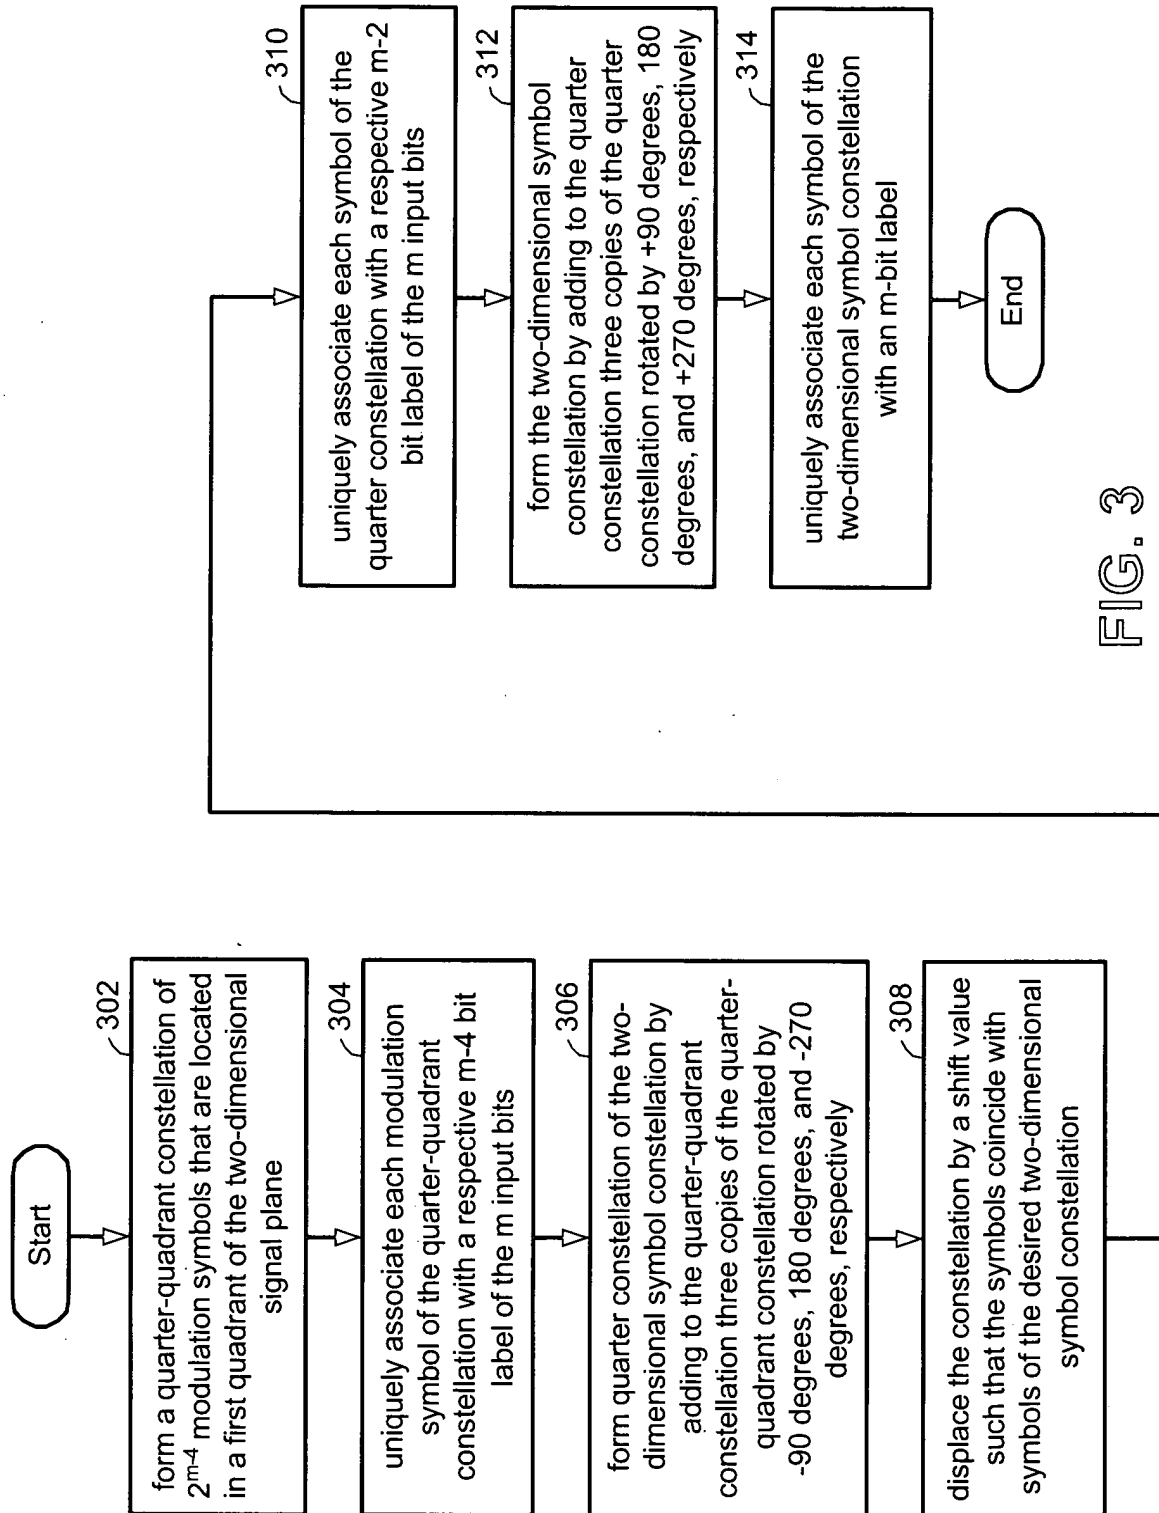 Start
302
form a quarter-quadrant constellation of
2^m-4 modulation symbols that are located
in a first quadrant of the two-dimensional
signal plane
304
uniquely associate each modulation
symbol of the quarter-quadrant
constellation with a respective m-4 bit
label of the m input bits
306
form quarter constellation of the two-
dimensional symbol constellation by
adding to the quarter-quadrant
constellation three copies of the quarter-
quadrant constellation rotated by
-90 degrees, 180 degrees, and -270
degrees, respectively
308
displace the constellation by a shift value
such that the symbols coincide with
symbols of the desired two-dimensional
symbol constellation
310
uniquely associate each symbol of the
quarter constellation with a respective m-2
bit label of the m input bits
312
form the two-dimensional symbol
constellation by adding to the quarter
constellation three copies of the quarter
constellation rotated by +90 degrees, 180
degrees, and +270 degrees, respectively
314
uniquely associate each symbol of the
two-dimensional symbol constellation
with an m-bit label
End
FIG. 3